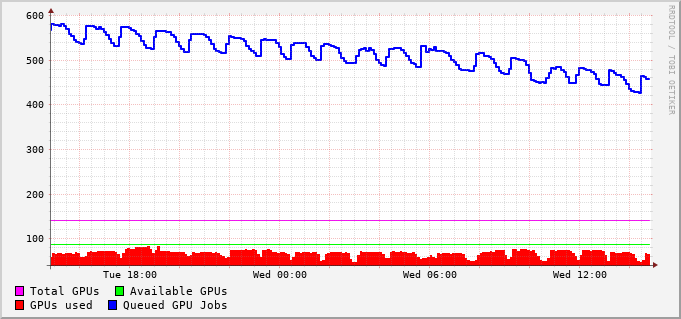 600
500
400
300
200
100
Tue 18:00 Wed 00:00 Wed 06:00 Wed 12:00
Total GPUs Available GPUs
GPUs used Queued GPU Jobs
RRDTOOL / TOBI OETIKER